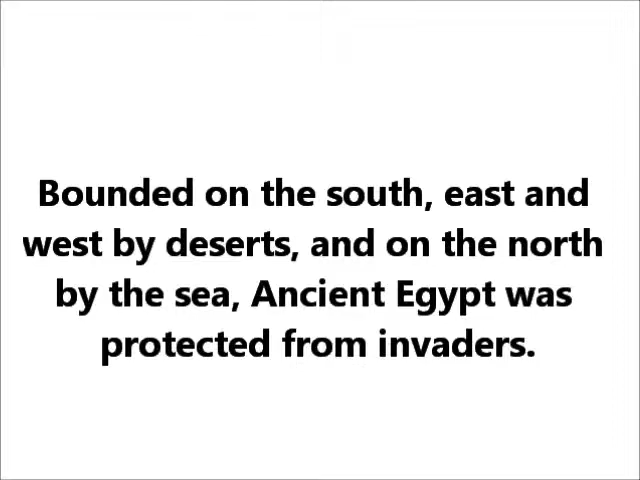 Bounded on the south, east and
west by deserts, and on the north
by the sea, Ancient Egypt was
protected from invaders.